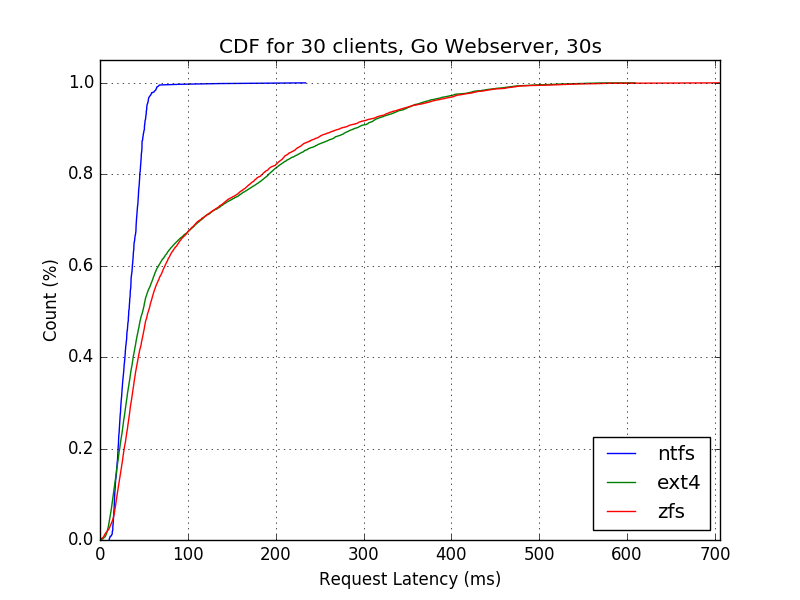 CDF for 30 clients, Go Webserver, 30s
1.0
0.8
0.6
0.4
0.2
0.0
Count (%)
0 100 200 300 400 500 600 700
Request Latency (ms)
ntfs
ext4
zfs